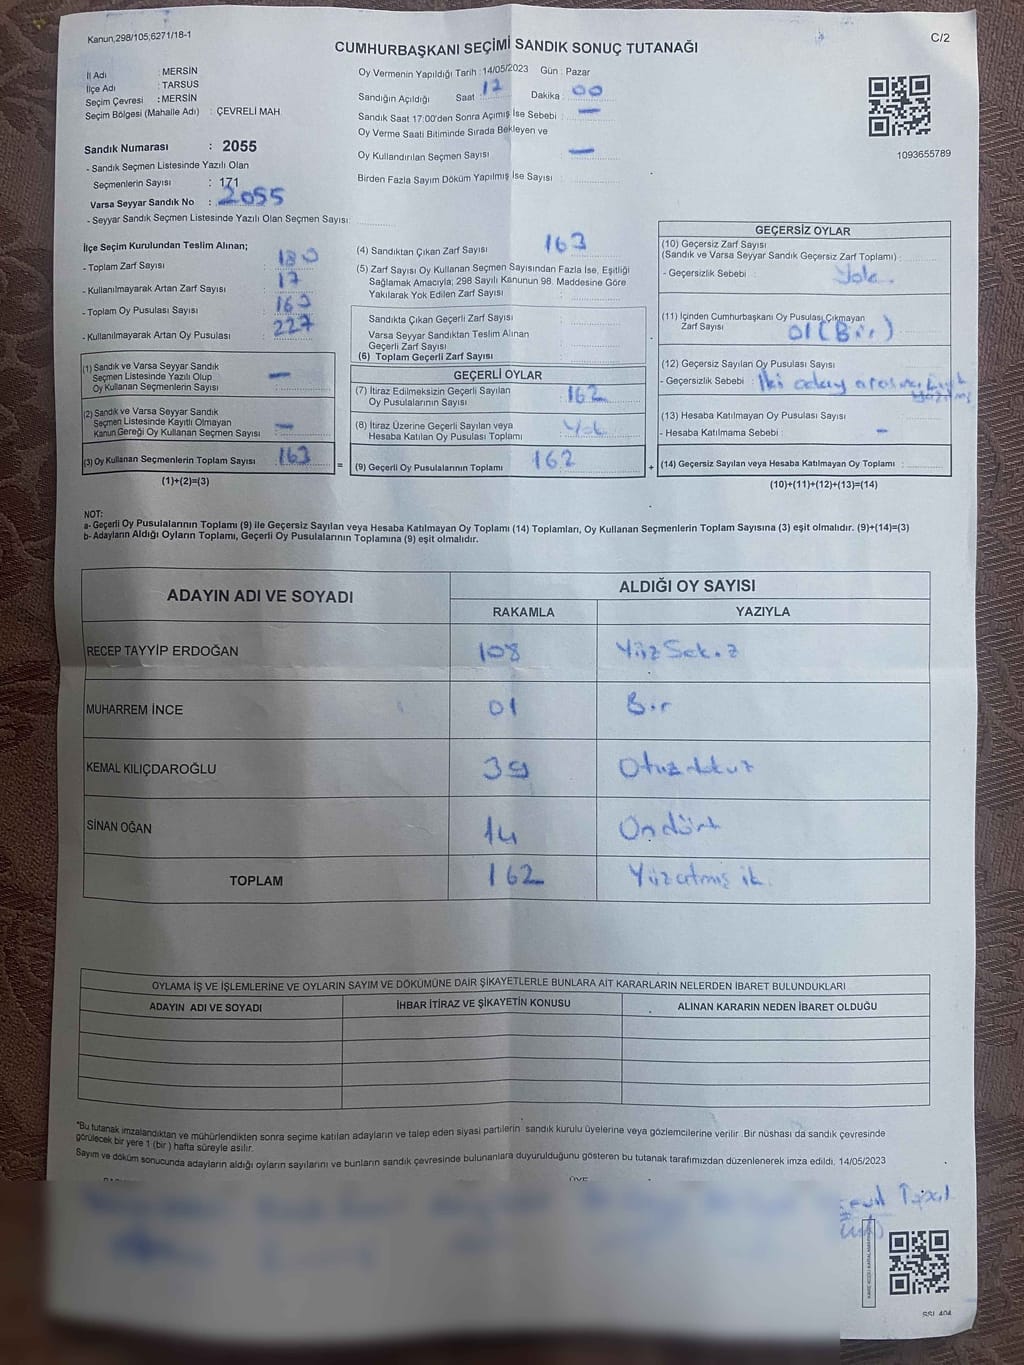 Kanun,298/105,6271/18-1
C/2
CUMHURBAŞKANI SEÇİMİ SANDIK SONUÇ TUTANAĞI
İl Adı : MERSİN
İlçe Adı : TARSUS
Seçim Çevresi : MERSİN
Seçim Bölgesi (Mahalle Adı) : ÇEVRELİ MAH
Sandık Numarası : 2055
- Sandık Seçmen Listesinde Yazılı Olan
Seçmenlerin Sayısı : 171
Varsa Seyyar Sandık No : 2055
- Seyyar Sandık Seçmen Listesinde Yazılı Olan Seçmen Sayısı:
Oy Vermenin Yapıldığı Tarih :14/05/2023 Gün : Pazar
Sandığın Açıldığı Saat : 12 Dakika : 00
Sandık Saat 17:00'den Sonra Açımış İse Sebebi : —
Oy Verme Saati Bitiminde Sırada Bekleyen ve
Oy Kullandırılan Seçmen Sayısı : —
Birden Fazla Sayım Döküm Yapılmış İse Sayısı :
1093655789
İlçe Seçim Kurulundan Teslim Alınan;
- Toplam Zarf Sayısı : 180
- Kullanılmayarak Artan Zarf Sayısı : 17
- Toplam Oy Pusulası Sayısı : 163
- Kullanılmayarak Artan Oy Pusulası : 227
(1) Sandık ve Varsa Seyyar Sandık
Seçmen Listesinde Yazılı Olup
Oy Kullanan Seçmenlerin Sayısı : —
(2) Sandık ve Varsa Seyyar Sandık
Seçmen Listesinde Kayıtlı Olmayan
Kanun Gereği Oy Kullanan Seçmen Sayısı : —
(3) Oy Kullanan Seçmenlerin Toplam Sayısı : 163
(1)+(2)=(3)
(4) Sandıktan Çıkan Zarf Sayısı : 163
(5) Zarf Sayısı Oy Kullanan Seçmen Sayısından Fazla İse, Eşitliği
Sağlamak Amacıyla; 298 Sayılı Kanunun 98. Maddesine Göre
Yakılarak Yok Edilen Zarf Sayısı :
Sandıkta Çıkan Geçerli Zarf Sayısı :
Varsa Seyyar Sandıktan Teslim Alınan
Geçerli Zarf Sayısı :
(6) Toplam Geçerli Zarf Sayısı :
GEÇERLİ OYLAR
(7) İtiraz Edilmeksizin Geçerli Sayılan
Oy Pusulalarının Sayısı : 162
(8) İtiraz Üzerine Geçerli Sayılan veya
Hesaba Katılan Oy Pusulası Toplamı : Yok
= (9) Geçerli Oy Pusulalarının Toplamı : 162
GEÇERSİZ OYLAR
(10) Geçersiz Zarf Sayısı
(Sandık ve Varsa Seyyar Sandık Geçersiz Zarf Toplamı) :
- Geçersizlik Sebebi : Yok.
(11) İçinden Cumhurbaşkanı Oy Pusulası Çıkmayan
Zarf Sayısı : 01 (Bir)
(12) Geçersiz Sayılan Oy Pusulası Sayısı
- Geçersizlik Sebebi : İki aday arasına
(13) Hesaba Katılmayan Oy Pusulası Sayısı
- Hesaba Katılmama Sebebi : —
+ (14) Geçersiz Sayılan veya Hesaba Katılmayan Oy Toplamı :
(10)+(11)+(12)+(13)=(14)
NOT:
a- Geçerli Oy Pusulalarının Toplamı (9) ile Geçersiz Sayılan veya Hesaba Katılmayan Oy Toplamı (14) Toplamları, Oy Kullanan Seçmenlerin Toplam Sayısına (3) eşit olmalıdır. (9)+(14)=(3)
b- Adayların Aldığı Oyların Toplamı, Geçerli Oy Pusulalarının Toplamına (9) eşit olmalıdır.
ADAYIN ADI VE SOYADI
ALDIĞI OY SAYISI
RAKAMLA YAZIYLA
RECEP TAYYİP ERDOĞAN 108 YüzSekiz
MUHARREM İNCE 01 Bir
KEMAL KILIÇDAROĞLU 39 Otuzdokuz
SİNAN OĞAN 14 Ondört
TOPLAM 162 Yüzatmış iki
OYLAMA İŞ VE İŞLEMLERİNE VE OYLARIN SAYIM VE DÖKÜMÜNE DAİR ŞİKAYETLERLE BUNLARA AİT KARARLARIN NELERDEN İBARET BULUNDUKLARI
ADAYIN ADI VE SOYADI İHBAR İTİRAZ VE ŞİKAYETİN KONUSU ALINAN KARARIN NEDEN İBARET OLDUĞU
"Bu tutanak imzalandıktan ve mühürlendikten sonra seçime katılan adayların ve talep eden siyasi partilerin sandık kurulu üyelerine veya gözlemcilerine verilir .Bir nüshası da sandık çevresinde
görülecek bir yere 1 (bir ) hafta süreyle asılır.
Sayım ve döküm sonucunda adayların aldığı oyların sayılarını ve bunların sandık çevresinde bulunanlara duyurulduğunu gösteren bu tutanak tarafımızdan düzenlenerek imza edildi. 14/05/2023